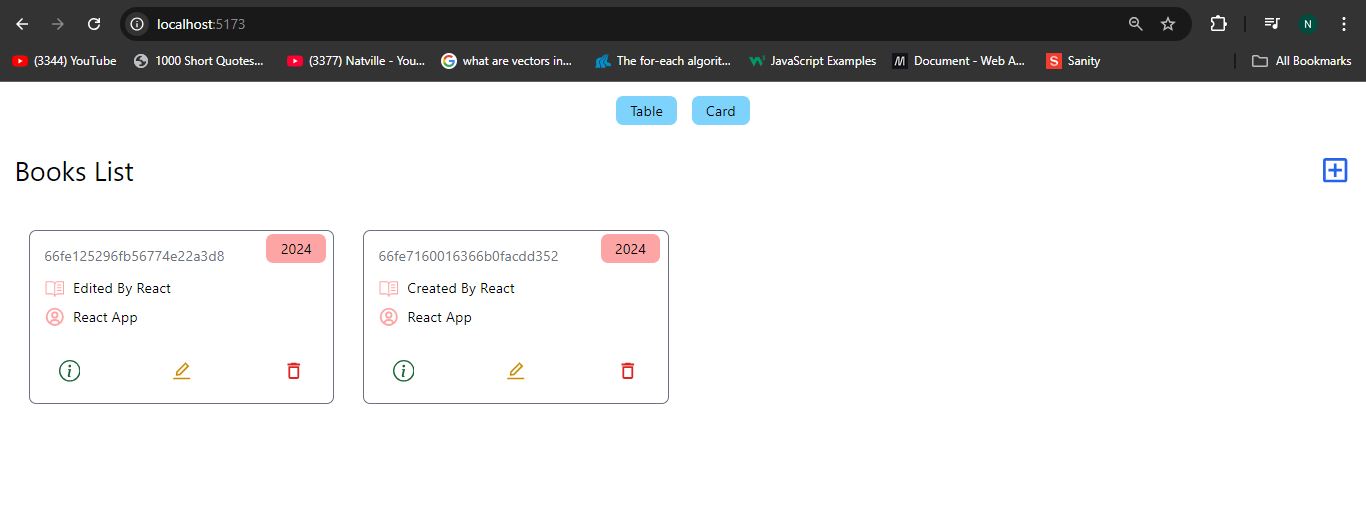 localhost:5173
N
(3344) YouTube
1000 Short Quotes...
(3377) Natville - You...
what are vectors in...
The for-each algorit...
JavaScript Examples
Document - Web A...
S
Sanity
All Bookmarks
Table
Card
Books List
66fe125296fb56774e22a3d8
2024
Edited By React
React App
66fe7160016366b0facdd352
2024
Created By React
React App